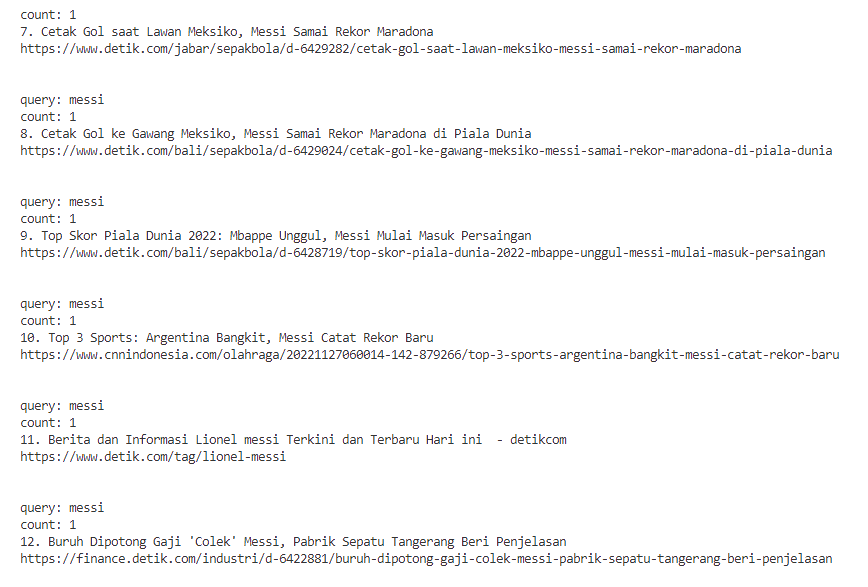 count: 1
7. Cetak Gol saat Lawan Meksiko, Messi Samai Rekor Maradona
https://www.detik.com/jabar/sepakbola/d-6429282/cetak-gol-saat-lawan-meksiko-messi-samai-rekor-maradona
query: messi
count: 1
8. Cetak Gol ke Gawang Meksiko, Messi Samai Rekor Maradona di Piala Dunia
https://www.detik.com/bali/sepakbola/d-6429024/cetak-gol-ke-gawang-meksiko-messi-samai-rekor-maradona-di-piala-dunia
query: messi
count: 1
9. Top Skor Piala Dunia 2022: Mbappe Unggul, Messi Mulai Masuk Persaingan
https://www.detik.com/bali/sepakbola/d-6428719/top-skor-piala-dunia-2022-mbappe-unggul-messi-mulai-masuk-persaingan
query: messi
count: 1
10. Top 3 Sports: Argentina Bangkit, Messi Catat Rekor Baru
https://www.cnnindonesia.com/olahraga/20221127060014-142-879266/top-3-sports-argentina-bangkit-messi-catat-rekor-baru
query: messi
count: 1
11. Berita dan Informasi Lionel messi Terkini dan Terbaru Hari ini  - detikcom
https://www.detik.com/tag/lionel-messi
query: messi
count: 1
12. Buruh Dipotong Gaji 'Colek' Messi, Pabrik Sepatu Tangerang Beri Penjelasan
https://finance.detik.com/industri/d-6422881/buruh-dipotong-gaji-colek-messi-pabrik-sepatu-tangerang-beri-penjelasan